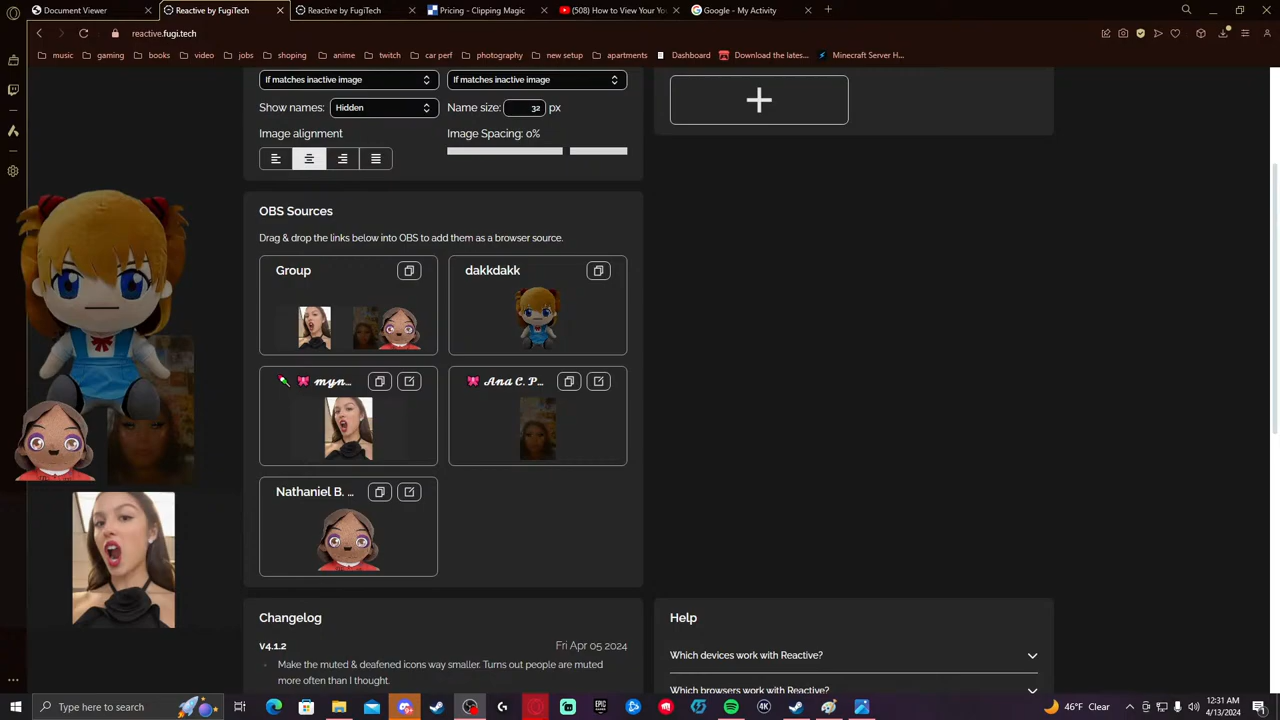 Document Viewer
Reactive by FugiTech
Reactive by FugiTech
Pricing - Clipping Magic
(508) How to View Your Yo
Google - My Activity
reactive.fugi.tech
music
gaming
books
video
jobs
shoping
anime
twitch
car perf
photography
new setup
apartments
Dashboard
Download the lates...
Minecraft Server H...
If matches inactive image
If matches inactive image
Show names: Hidden
Name size: 32 px
Image alignment
Image Spacing: 0%
OBS Sources
Drag & drop the links below into OBS to add them as a browser source.
Group
dakkdakk
𝓶𝔂𝓷...
𝓐𝓷𝓪 𝓒. 𝓟...
Nathaniel B. ...
Changelog
v4.1.2
Fri Apr 05 2024
Make the muted & deafened icons way smaller. Turns out people are muted
more often than I thought.
Help
Which devices work with Reactive?
Which browsers work with Reactive?
Type here to search
46°F Clear
12:31 AM
4/13/2024